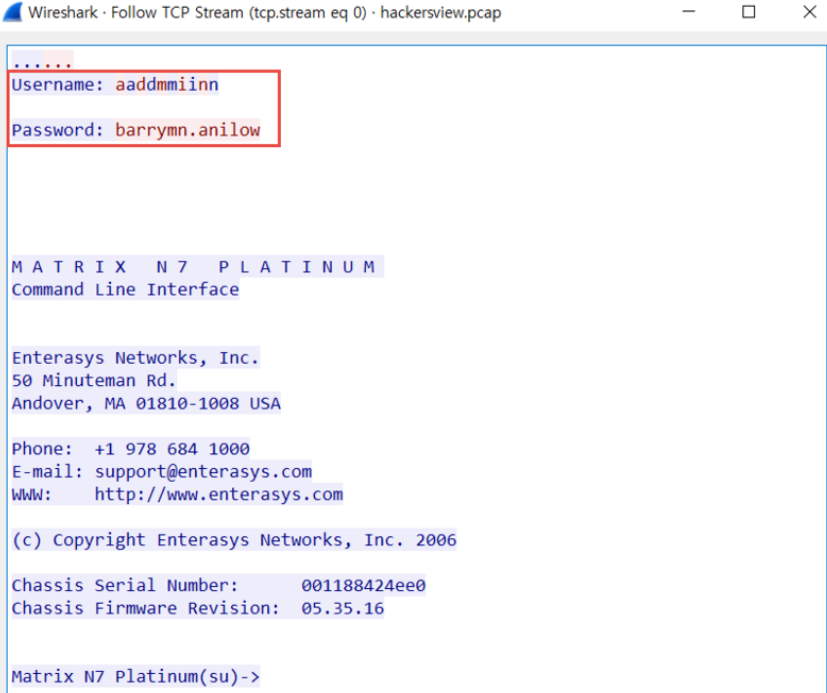 Wireshark · Follow TCP Stream (tcp.stream eq 0) · hackersview.pcap
......
Username: aaddmmiinn
Password: barrymn.anilow
M A T R I X   N 7   P L A T I N U M
Command Line Interface
Enterasys Networks, Inc.
50 Minuteman Rd.
Andover, MA 01810-1008 USA
Phone:  +1 978 684 1000
E-mail: support@enterasys.com
WWW:    http://www.enterasys.com
(c) Copyright Enterasys Networks, Inc. 2006
Chassis Serial Number:      001188424ee0
Chassis Firmware Revision:  05.35.16
Matrix N7 Platinum(su)->